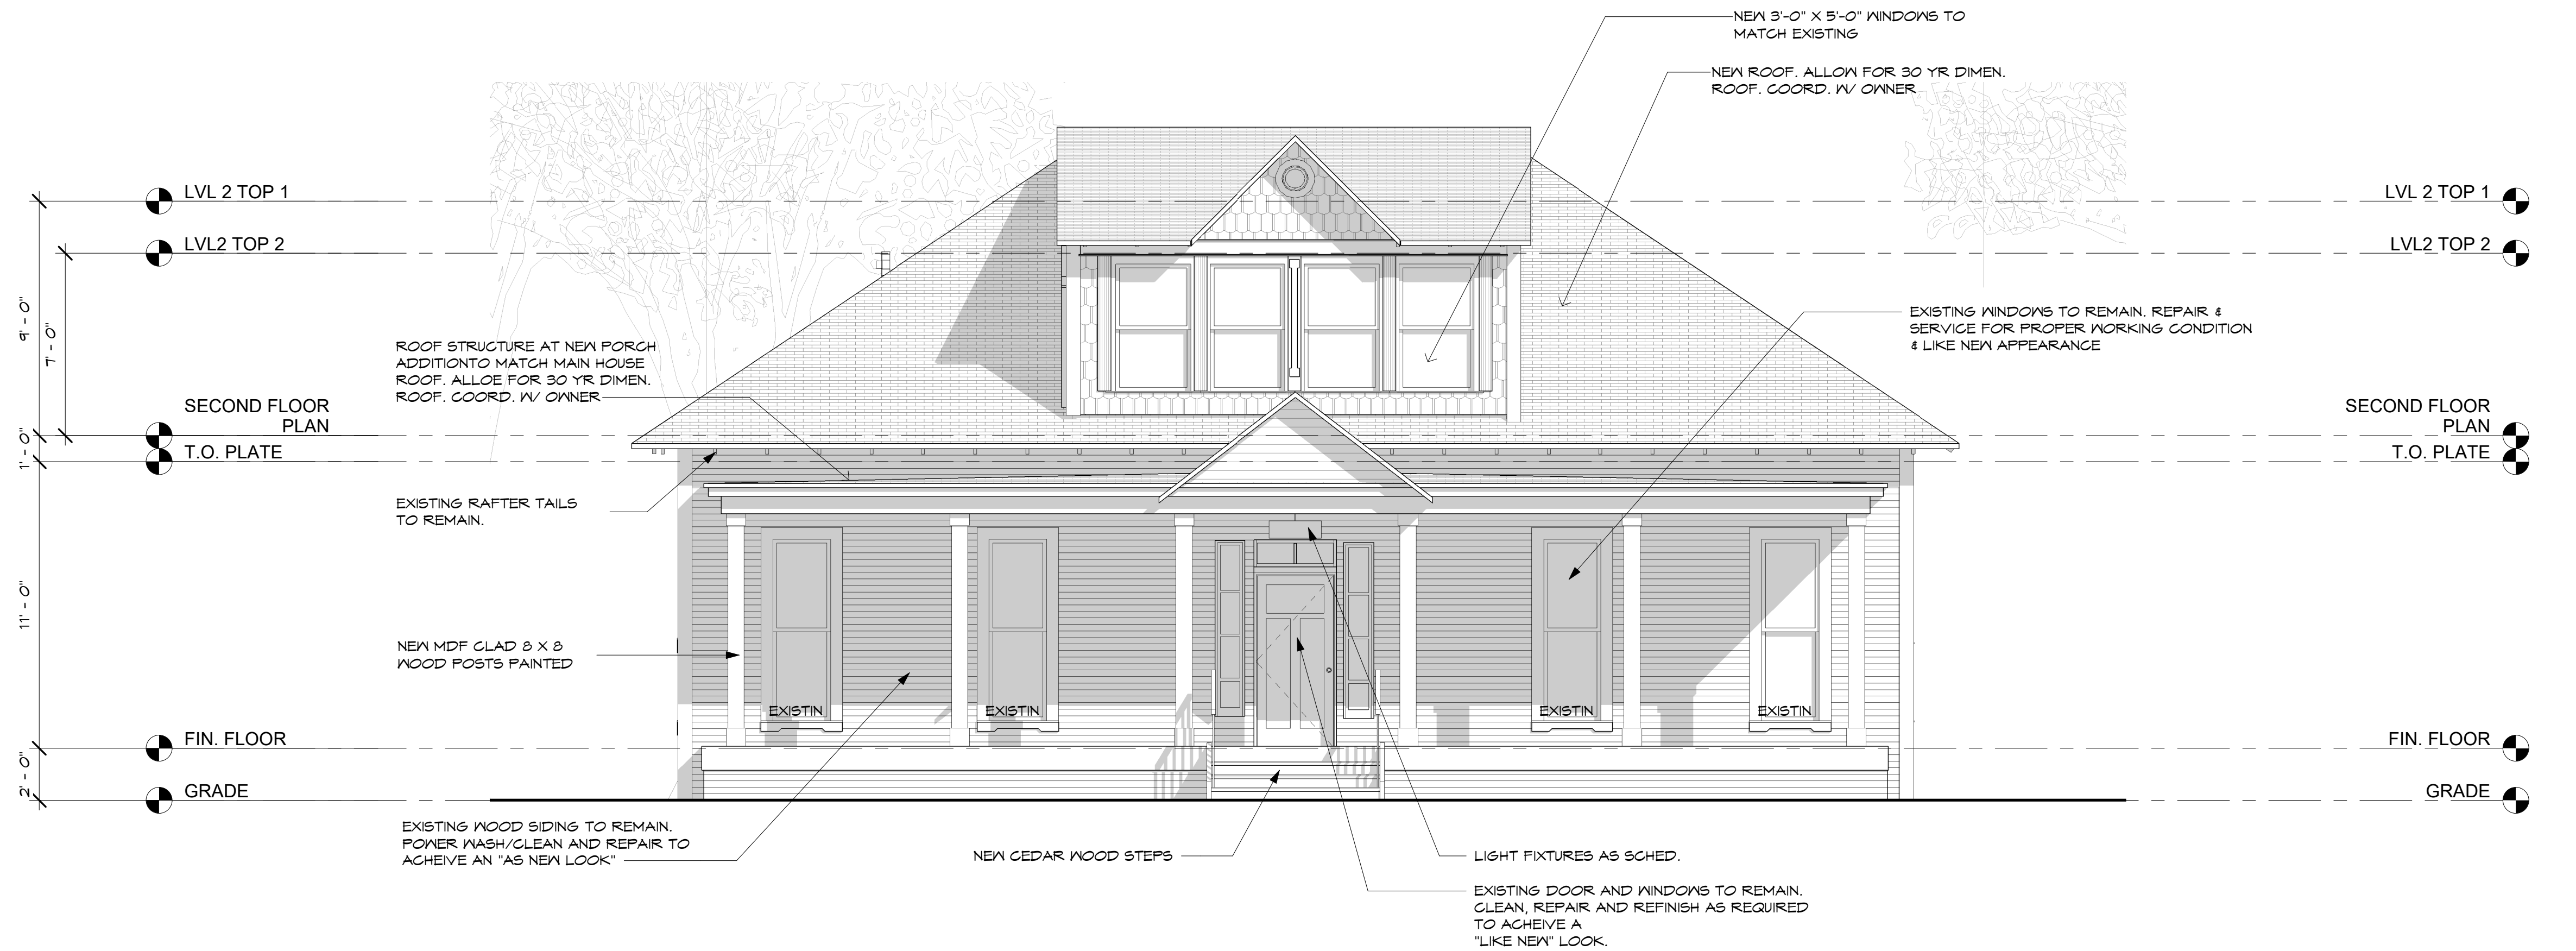 NEW 3'-0" X 5'-0" WINDOWS TO
MATCH EXISTING
NEW ROOF. ALLOW FOR 30 YR DIMEN.
ROOF. COORD. W/ OWNER
LVL 2 TOP 1
LVL 2 TOP 1
LVL2 TOP 2
LVL2 TOP 2
9' - 0"
7' - 0"
EXISTING WINDOWS TO REMAIN. REPAIR &
SERVICE FOR PROPER WORKING CONDITION
& LIKE NEW APPEARANCE
ROOF STRUCTURE AT NEW PORCH
ADDITIONTO MATCH MAIN HOUSE
ROOF. ALLOE FOR 30 YR DIMEN.
ROOF. COORD. W/ OWNER
SECOND FLOOR
PLAN
SECOND FLOOR
PLAN
1' - 0"
T.O. PLATE
T.O. PLATE
EXISTING RAFTER TAILS
TO REMAIN.
11' - 0"
NEW MDF CLAD 8 X 8
WOOD POSTS PAINTED
EXISTIN
EXISTIN
EXISTIN
EXISTIN
FIN. FLOOR
FIN. FLOOR
2' - 0"
GRADE
GRADE
EXISTING WOOD SIDING TO REMAIN.
POWER WASH/CLEAN AND REPAIR TO
ACHEIVE AN "AS NEW LOOK"
NEW CEDAR WOOD STEPS
LIGHT FIXTURES AS SCHED.
EXISTING DOOR AND WINDOWS TO REMAIN.
CLEAN, REPAIR AND REFINISH AS REQUIRED
TO ACHEIVE A
"LIKE NEW" LOOK.